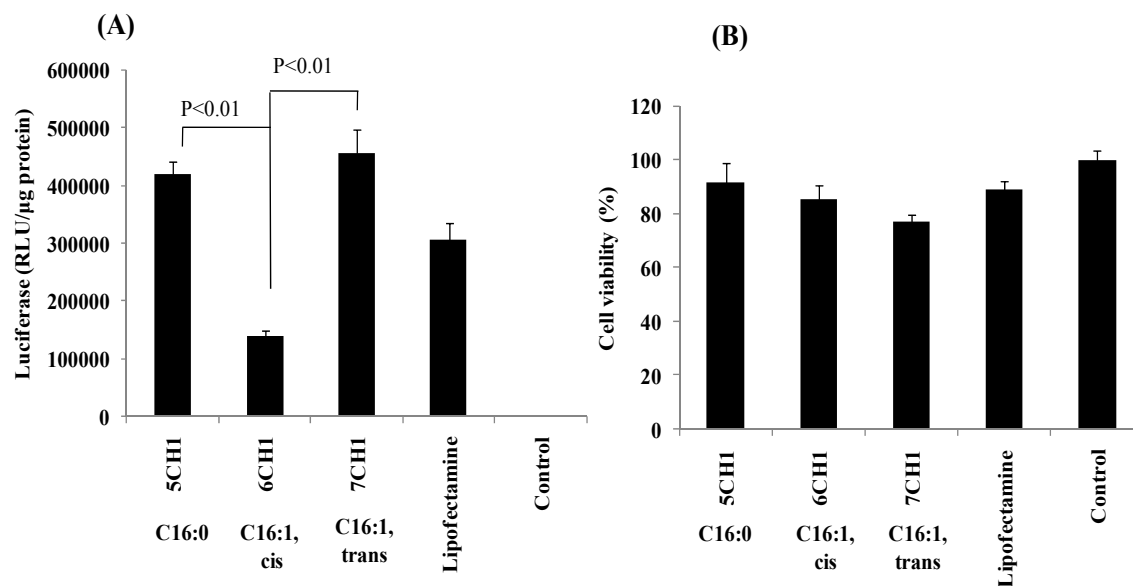 (A)
Luciferase (RLU/µg protein)
600000
500000
400000
300000
200000
100000
0
P<0.01
P<0.01
5CH1
6CH1
7CH1
Lipofectamine
Control
C16:0
C16:1,
cis
C16:1,
trans
(B)
Cell viability (%)
120
100
80
60
40
20
0
5CH1
6CH1
7CH1
Lipofectamine
Control
C16:0
C16:1,
cis
C16:1,
trans